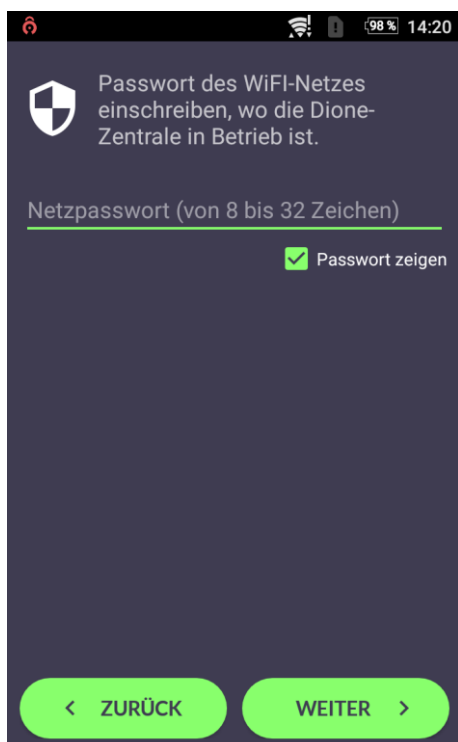 98 % 14:20
Passwort des WiFI-Netzes
einschreiben, wo die Dione-
Zentrale in Betrieb ist.
Netzpasswort (von 8 bis 32 Zeichen)
Passwort zeigen
< ZURÜCK WEITER >